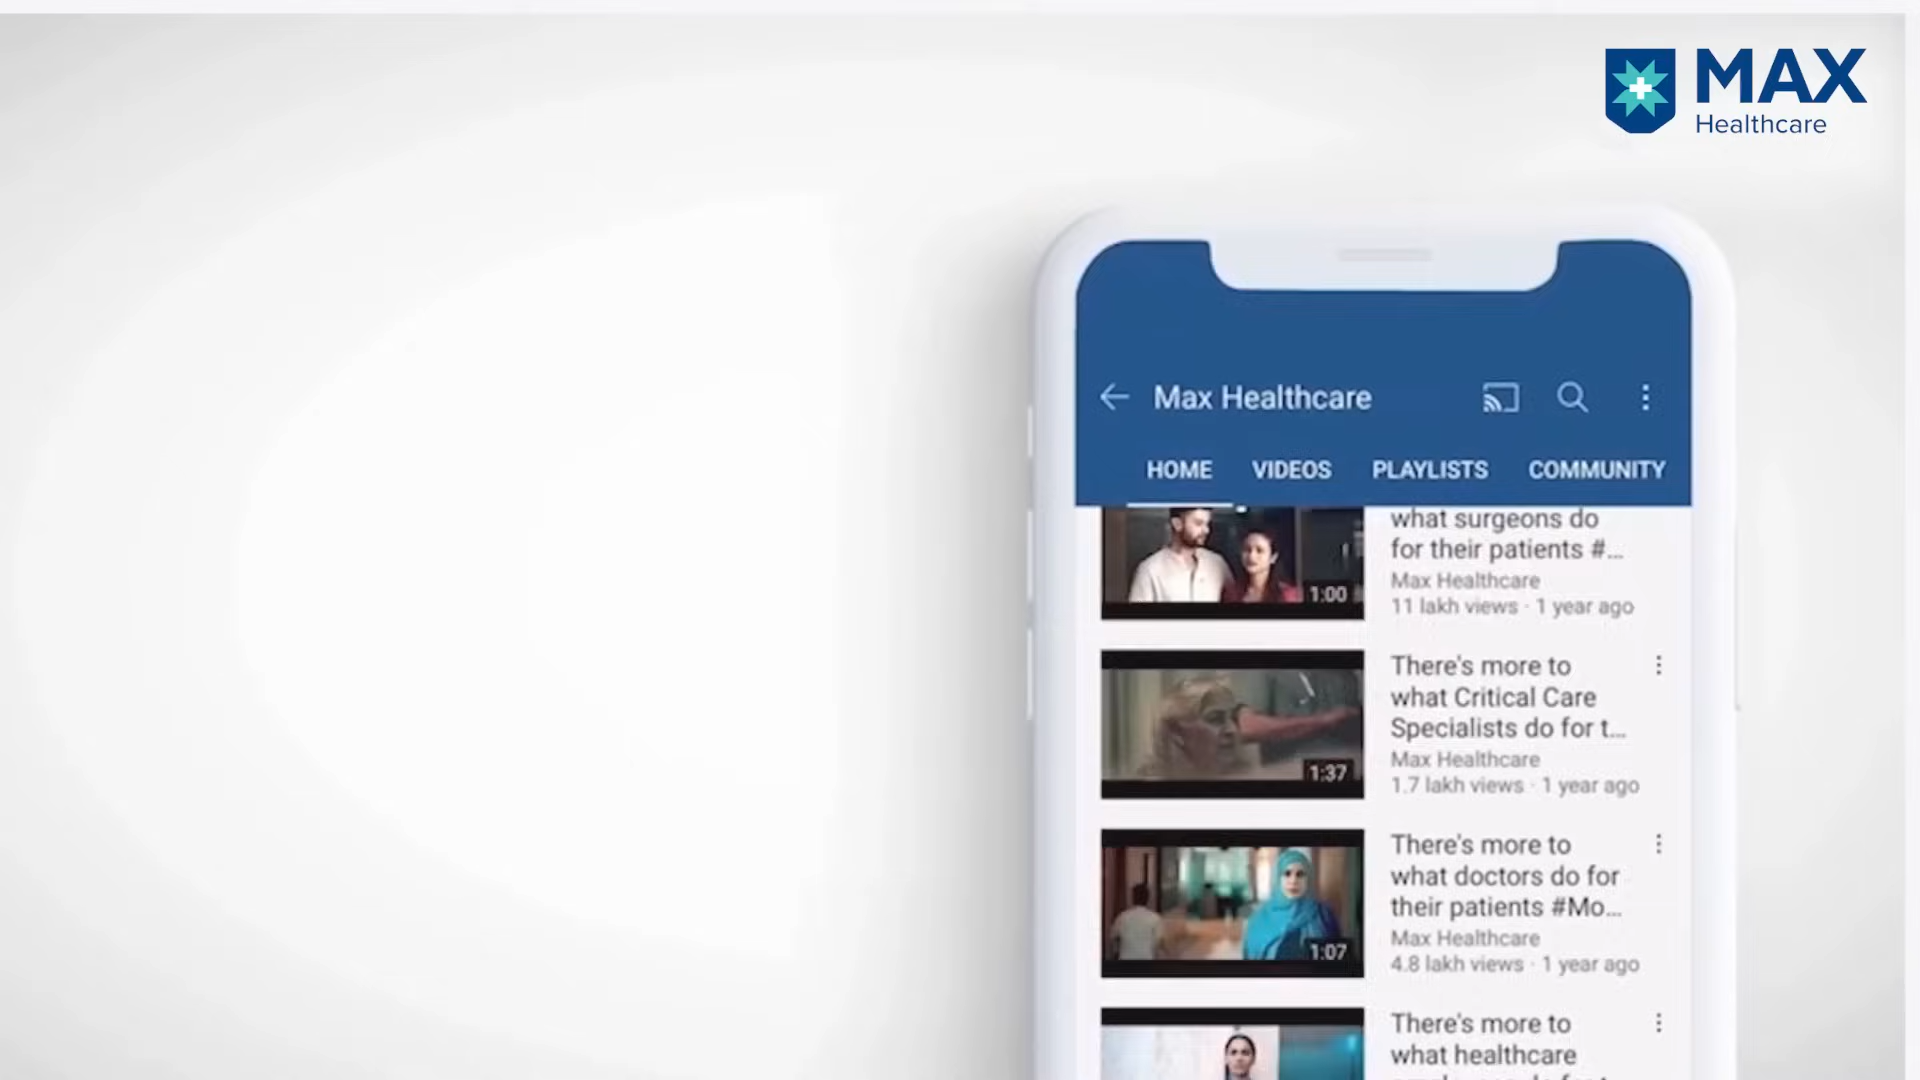 MAX
Healthcare
Max Healthcare
HOME VIDEOS PLAYLISTS COMMUNITY
what surgeons do
for their patients #...
Max Healthcare
11 lakh views · 1 year ago
1:00
There's more to
what Critical Care
Specialists do for t...
Max Healthcare
1.7 lakh views · 1 year ago
1:37
There's more to
what doctors do for
their patients #Mo...
Max Healthcare
4.8 lakh views · 1 year ago
1:07
There's more to
what healthcare